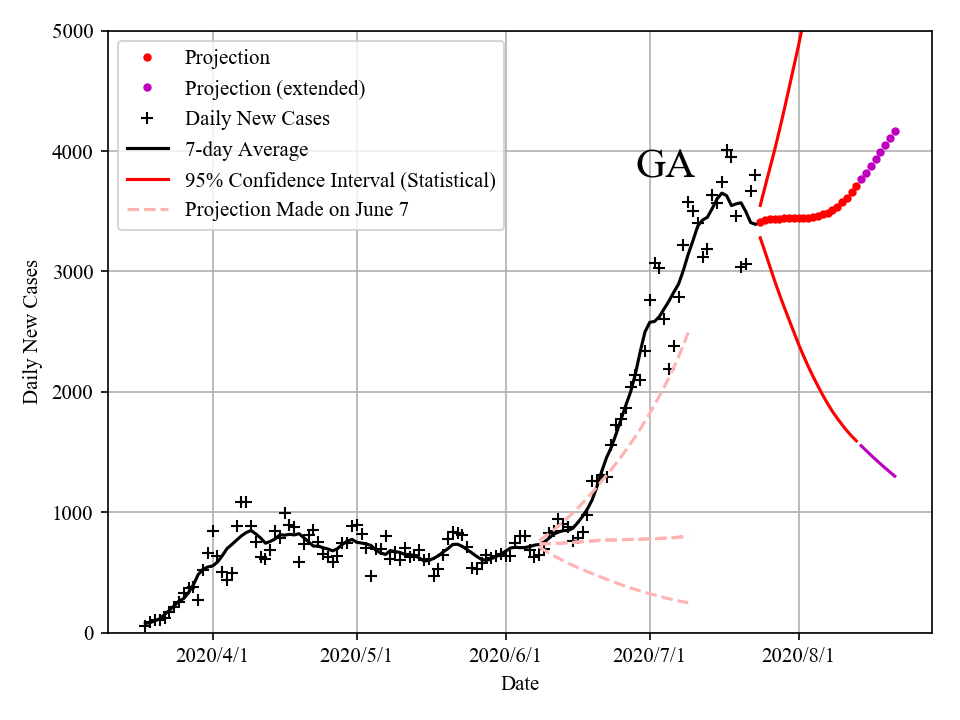 5000
4000
3000
2000
1000
0
Daily New Cases
Projection
Projection (extended)
Daily New Cases
7-day Average
95% Confidence Interval (Statistical)
Projection Made on June 7
GA
2020/4/1 2020/5/1 2020/6/1 2020/7/1 2020/8/1
Date